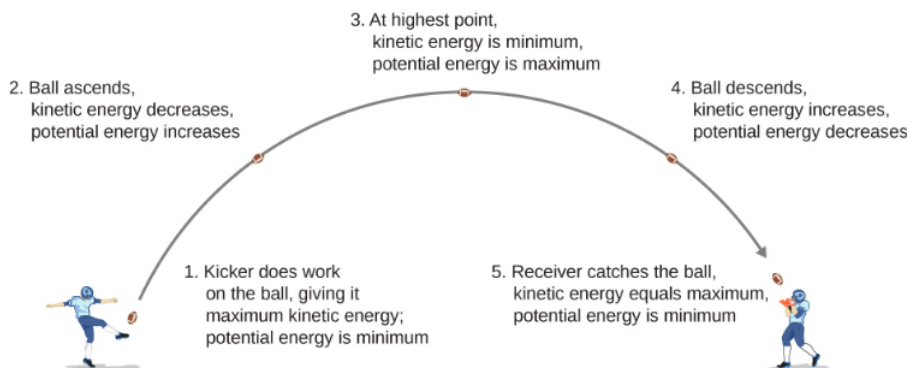 3. At highest point,
kinetic energy is minimum,
potential energy is maximum
2. Ball ascends,
kinetic energy decreases,
potential energy increases
4. Ball descends,
kinetic energy increases,
potential energy decreases
1. Kicker does work
on the ball, giving it
maximum kinetic energy;
potential energy is minimum
5. Receiver catches the ball,
kinetic energy equals maximum,
potential energy is minimum